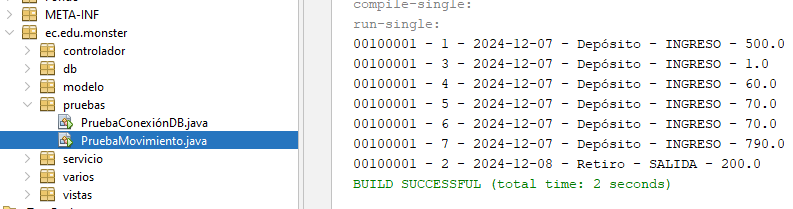 META-INF
ec.edu.monster
controlador
db
modelo
pruebas
PruebaConexiónDB.java
PruebaMovimiento.java
servicio
varios
vistas
compile-single:
run-single:
00100001 - 1 - 2024-12-07 - Depósito - INGRESO - 500.0
00100001 - 3 - 2024-12-07 - Depósito - INGRESO - 1.0
00100001 - 4 - 2024-12-07 - Depósito - INGRESO - 60.0
00100001 - 5 - 2024-12-07 - Depósito - INGRESO - 70.0
00100001 - 6 - 2024-12-07 - Depósito - INGRESO - 70.0
00100001 - 7 - 2024-12-07 - Depósito - INGRESO - 790.0
00100001 - 2 - 2024-12-08 - Retiro - SALIDA - 200.0
BUILD SUCCESSFUL (total time: 2 seconds)